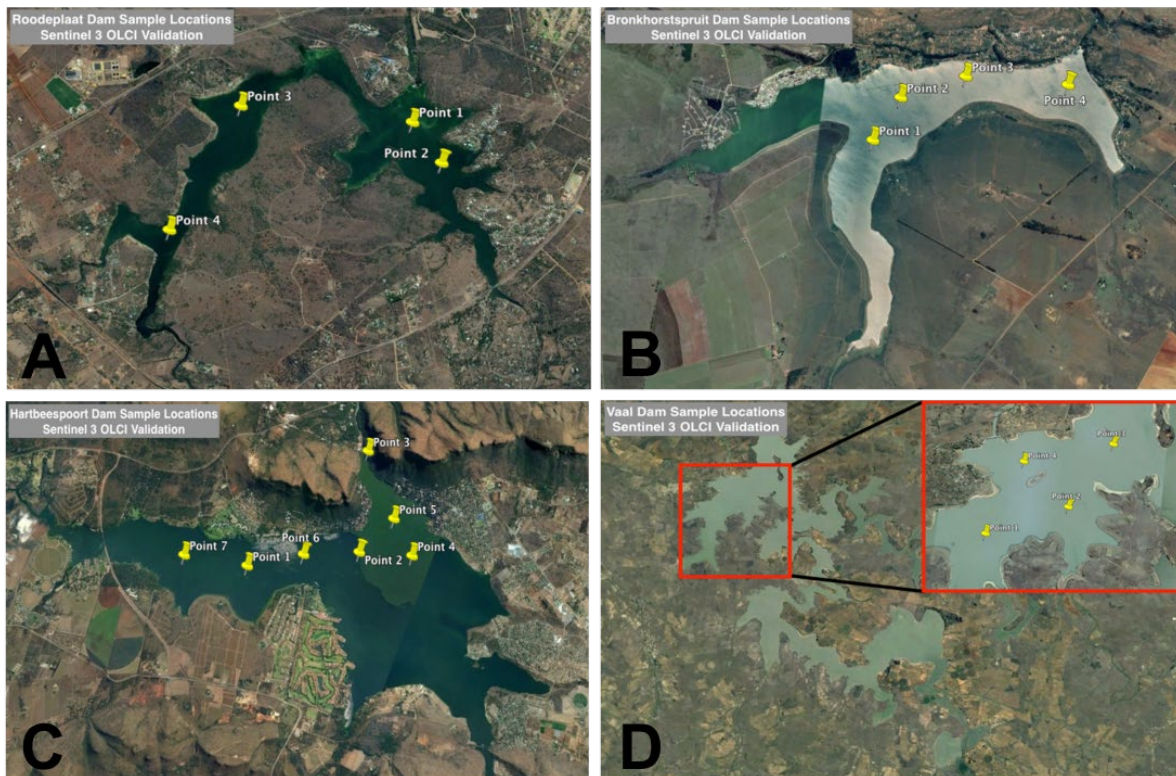 Roodeplaat Dam Sample Locations
Sentinel 3 OLCI Validation
Point 3
Point 1
Point 2
Point 4
A
Bronkhorstspruit Dam Sample Locations
Sentinel 3 OLCI Validation
Point 3
Point 2
Point 4
Point 1
B
Hartbeespoort Dam Sample Locations
Sentinel 3 OLCI Validation
Point 3
Point 5
Point 6
Point 7
Point 4
Point 1
Point 2
C
Vaal Dam Sample Locations
Sentinel 3 OLCI Validation
Point 3
Point 4
Point 2
Point 1
D